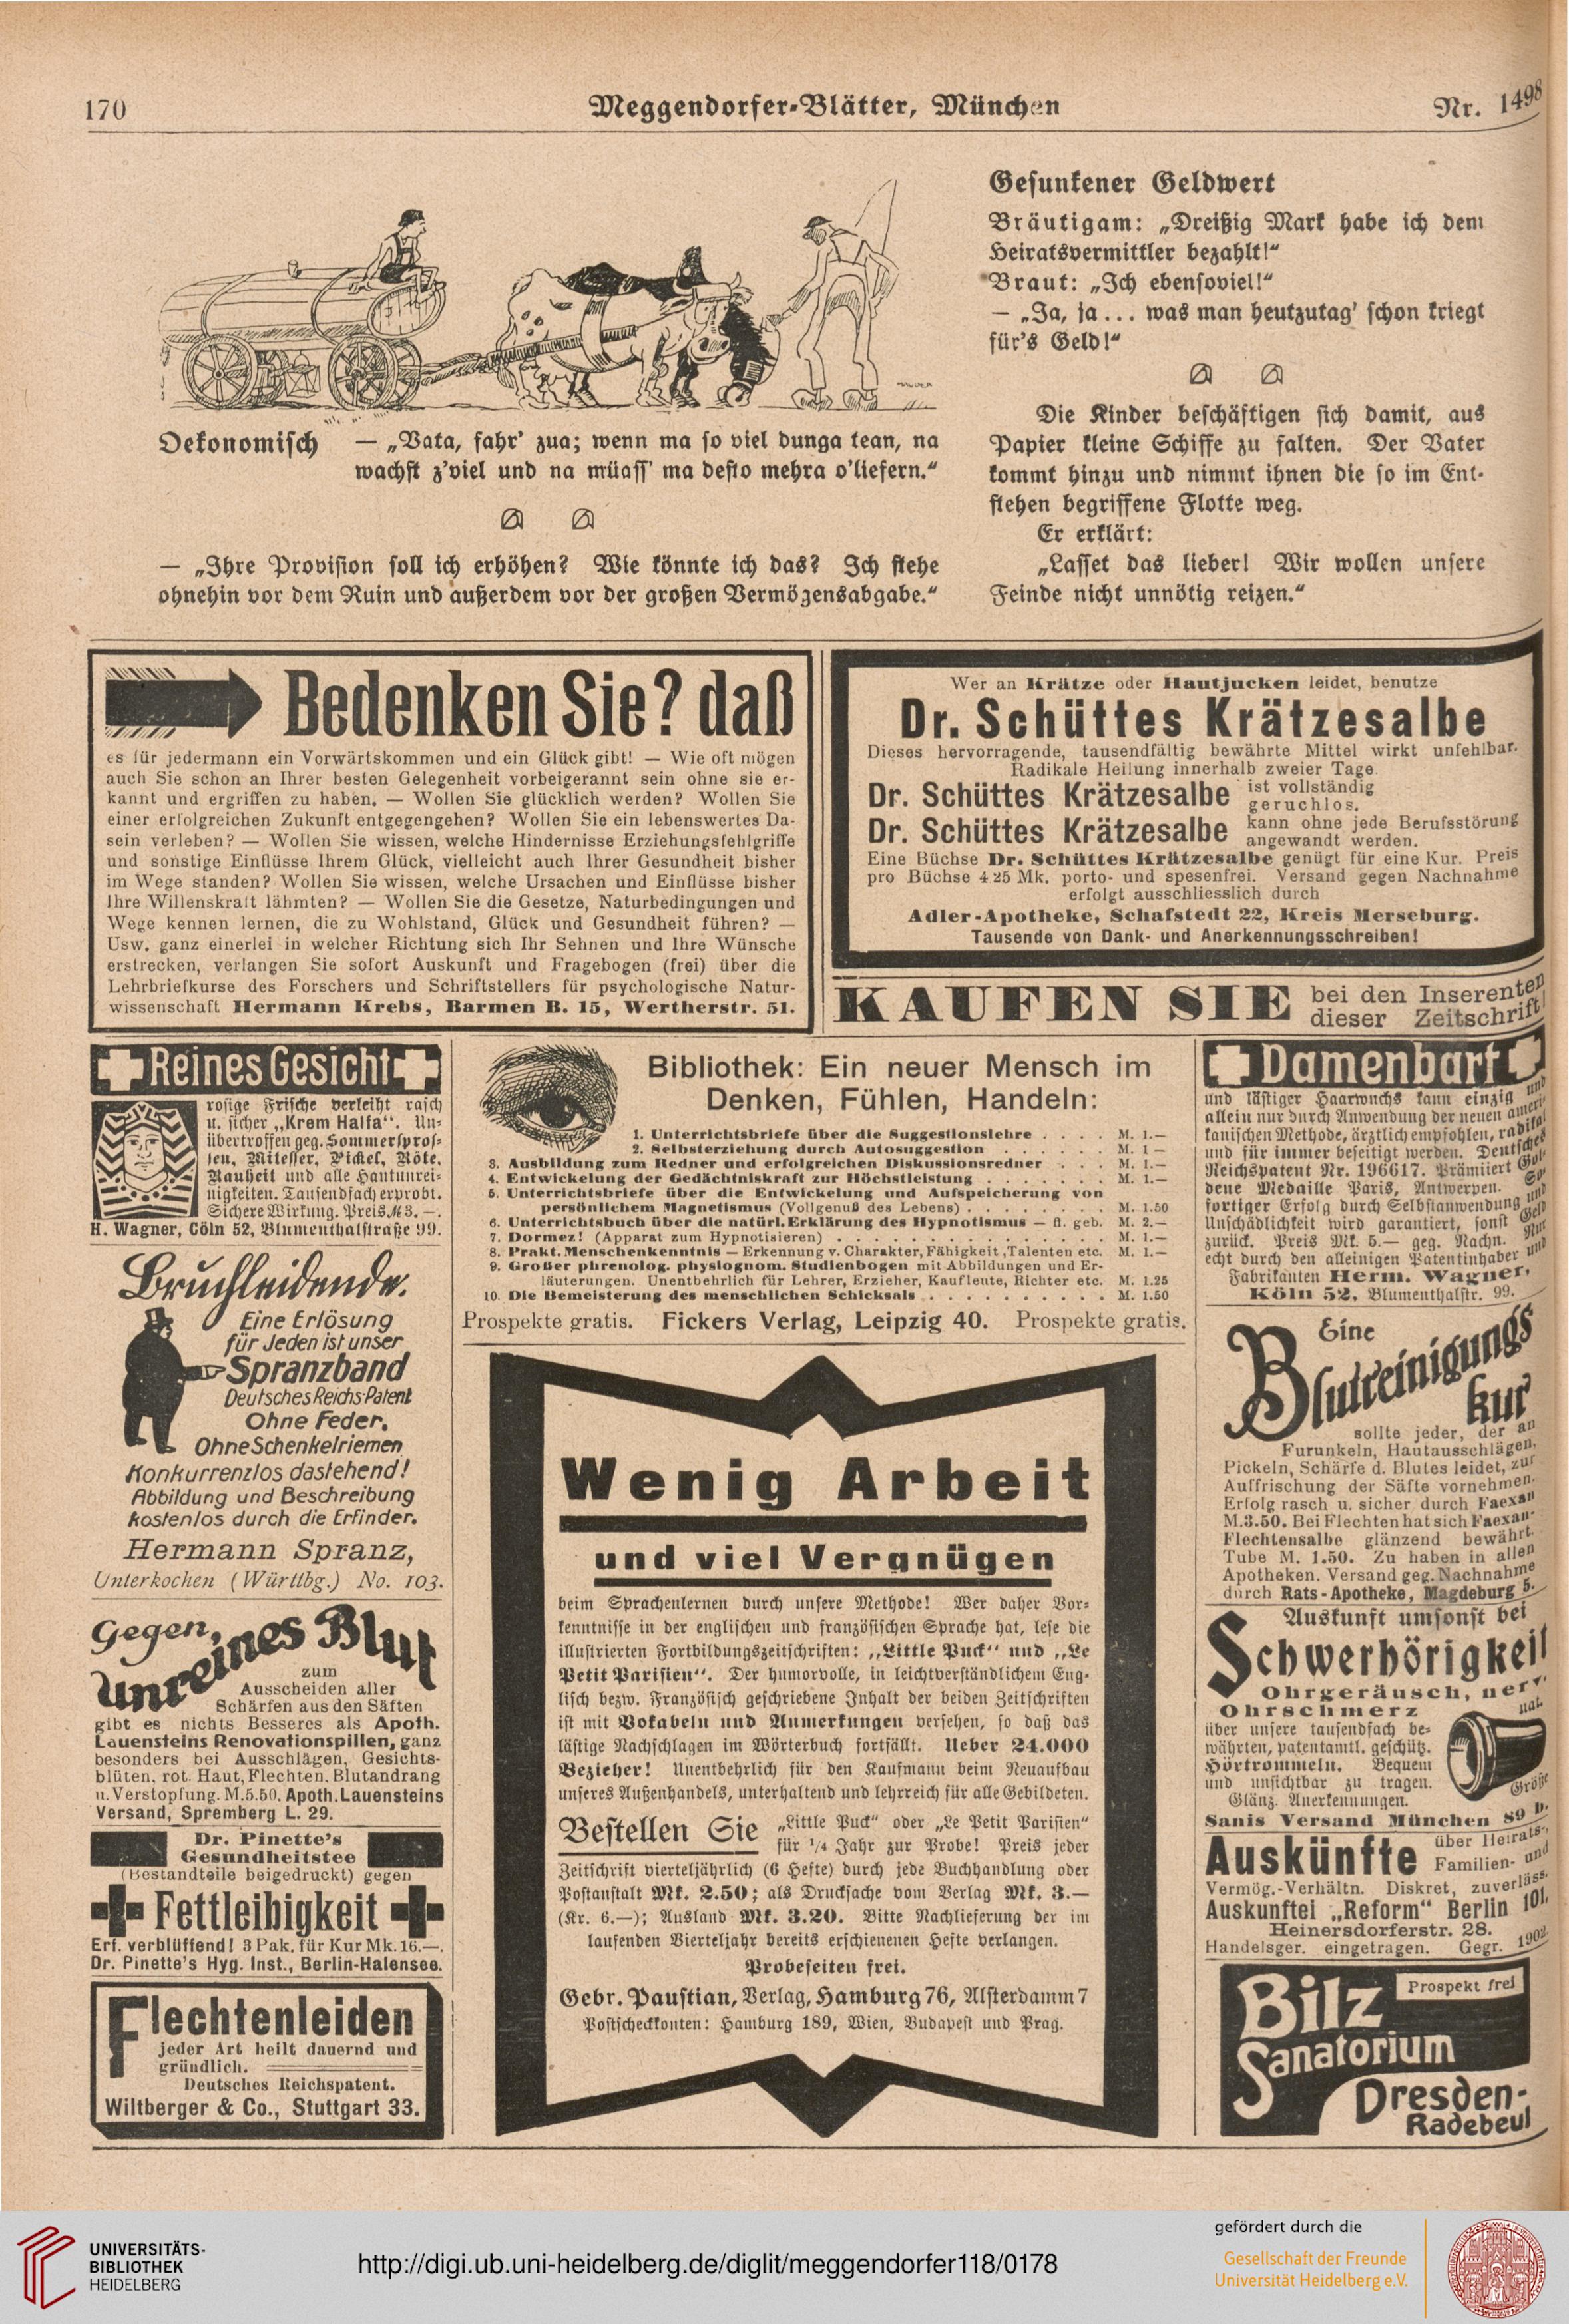 170
Meggendorfer-Blätter, München
Nr. 1498
Oekonomisch
— „Vata, fahr' zua; wenn ma so viel dunga tean, na
wachst z'viel und na müass' ma desto mehra o'liefern.“
— „Ihre Provision soll ich erhöhen? Wie könnte ich das? Ich stehe
ohnehin vor dem Ruin und außerdem vor der großen Vermögensabgabe.“
Gesunkener Geldwert
Bräutigam: „Dreißig Mark habe ich dem
Heiratsvermittler bezahlt!“
Braut: „Ich ebensoviel!“
— „Ja, ja... was man heutzutag' schon kriegt
für's Geld!“
Die Kinder beschäftigen sich damit, aus
Papier kleine Schiffe zu falten. Der Vater
kommt hinzu und nimmt ihnen die so im Ent-
stehen begriffene Flotte weg.
Er erklärt:
„Lasset das lieber! Wir wollen unsere
Feinde nicht unnötig reizen.“
Bedenken Sie? daß
es für jedermann ein Vorwärtskommen und ein Glück gibt! — Wie oft mögen
auch Sie schon an Ihrer besten Gelegenheit vorbeigerannt sein ohne sie er-
kannt und ergriffen zu haben. — Wollen Sie glücklich werden? Wollen Sie
einer erfolgreichen Zukunft entgegengehen? Wollen Sie ein lebenswertes Da-
sein verleben? — Wollen Sie wissen, welche Hindernisse Erziehungsfehlgriffe
und sonstige Einflüsse Ihrem Glück, vielleicht auch Ihrer Gesundheit bisher
im Wege standen? Wollen Sie wissen, welche Ursachen und Einflüsse bisher
Ihre Willenskraft lähmten? — Wollen Sie die Gesetze, Naturbedingungen und
Wege kennen lernen, die zu Wohlstand, Glück und Gesundheit führen? —
Usw. ganz einerlei in welcher Richtung sich Ihr Sehnen und Ihre Wünsche
erstrecken, verlangen Sie sofort Auskunft und Fragebogen (frei) über die
Lehrbriefkurse des Forschers und Schriftstellers für psychologische Natur-
wissenschaft Hermann Krebs, Barmen B. 15, Wertherstr. 51.
Wer an Krätze oder Hautjucken leidet, benutze
Dr. Schüttes Krätzesalbe
Dieses hervorragende, tausendfältig bewährte Mittel wirkt unfehlbar.
Radikale Heilung innerhalb zweier Tage.
Dr. Schüttes Krätzesalbe ist vollständig
geruchlos.
Dr. Schüttes Krätzesalbe kann ohne jede Berufsstörung
angewandt werden.
Eine Büchse Dr. Schüttes Krätzesalbe genügt für eine Kur. Preis
pro Büchse 4 25 Mk. porto- und spesenfrei. Versand gegen Nachnahme
erfolgt ausschliesslich durch
Adler-Apotheke, Schafstedt 22, Kreis Merseburg.
Tausende von Dank- und Anerkennungsschreiben!
KAUFEN SIE bei den Inserenten
dieser Zeitschrift!
Reines Gesicht
rosige Frische verleiht rasch
u. sicher „Krem Halfa“. Un-
übertroffen geg. Sommerspros-
sen, Mitesser, Pickel, Röte,
Rauheit und alle Hautunrei-
nigkeiten. Tausendfach erprobt.
Sichere Wirkung. Preis M 3.—.
H. Wagner, Cöln 52, Blumenthalstraße 99.
Bruchleidende.
Eine Erlösung
für Jeden ist unser
Spranzband
Deutsches Reichs-Patent
Ohne Feder.
Ohne Schenkelriemen
Konkurrenzlos dastehend!
Abbildung und Beschreibung
kostenlos durch die Erfinder.
Hermann Spranz,
Unterkochen (Württbg.) No. 103.
Gegen
unreines Blut
zum
Ausscheiden aller
Schärfen aus den Säften
gibt es nichts Besseres als Apoth.
Lauensteins Renovationspillen, ganz
besonders bei Ausschlägen, Gesichts-
blüten, rot. Haut, Flechten, Blutandrang
u. Verstopfung. M.5.50. Apoth. Lauensteins
Versand, Spremberg L. 29.
Dr. Pinette's
Gesundheitstee
(Bestandteile beigedruckt) gegen
Fettleibigkeit
Erf. verblüffend! 3 Pak. für Kur Mk. 16.—.
Dr. Pinette's Hyg. Inst., Berlin-Halensee.
Flechtenleiden
jeder Art heilt dauernd und
gründlich.
Deutsches Reichspatent.
Wiltberger & Co., Stuttgart 33.
Bibliothek: Ein neuer Mensch im
Denken, Fühlen, Handeln:
1. Unterrichtsbriefe über die Suggestionslehre . . . . M. 1.—
2. Selbsterziehung durch Autosuggestion . . . . . . M. 1 —
3. Ausbildung zum Redner und erfolgreichen Diskussionsredner . . . M. 1.—
4. Entwickelung der Gedächtniskraft zur Höchstleistung . . . . . . . M. 1.—
5. Unterrichtsbriefe über die Entwickelung und Aufspeicherung von
persönlichem Magnetismus (Vollgenuß des Lebens) . . . . . . . . M. 1.50
6. Unterrichtsbuch über die natürl. Erklärung des Hypnotismus — fl. geb. M. 2.—
7. Dormez! (Apparat zum Hypnotisieren) . . . . . . . . . . . . . . M. 1.—
8. Prakt. Menschenkenntnis — Erkennung v. Charakter, Fähigkeit, Talenten etc. M. 1.—
9. Großer phrenolog. physiognom. Studienbogen mit Abbildungen und Er-
läuterungen. Unentbehrlich für Lehrer, Erzieher, Kaufleute, Richter etc. M. 1.25
10. Die Bemeisterung des menschlichen Schicksals . . . . . . . . . . . M. 1.50
Prospekte gratis. Fickers Verlag, Leipzig 40. Prospekte gratis.
Wenig Arbeit
und viel Vergnügen
beim Sprachenlernen durch unsere Methode! Wer daher Vor-
kenntnisse in der englischen und französischen Sprache hat, lese die
illustrierten Fortbildungszeitschriften: „Little Puck“ und „Le
Petit Parisien“. Der humorvolle, in leichtverständlichem Eng-
lisch bezw. Französisch geschriebene Inhalt der beiden Zeitschriften
ist mit Vokabeln und Anmerkungen versehen, so daß das
lästige Nachschlagen im Wörterbuch fortfällt. Ueber 24.000
Bezieher! Unentbehrlich für den Kaufmann beim Neuaufbau
unseres Außenhandels, unterhaltend und lehrreich für alle Gebildeten.
Bestellen Sie „Little Puck“ oder „Le Petit Parisien“
für 1/4 Jahr zur Probe! Preis jeder
Zeitschrift vierteljährlich (6 Hefte) durch jede Buchhandlung oder
Postanstalt Mk. 2.50; als Drucksache vom Verlag Mk. 3.—
(Kr. 6.—); Ausland Mk. 3.20. Bitte Nachlieferung der im
laufenden Vierteljahr bereits erschienenen Hefte verlangen.
Probeseiten frei.
Gebr. Paustian, Verlag, Hamburg 76, Alsterdamm 7
Postscheckkonten: Hamburg 189, Wien, Budapest und Prag.
Damenbart
und lästiger Haarwuchs kann einzig und
allein nur durch Anwendung der neuen ameri-
kanischen Methode, ärztlich empfohlen, radikal
und für immer beseitigt werden. Deutsches
Reichspatent Nr. 196617. Prämiiert Gol-
dene Medaille Paris, Antwerpen. So-
fortiger Erfolg durch Selbstanwendung und
Unschädlichkeit wird garantiert, sonst Geld
zurück. Preis Mk. 5.— geg. Nachn. Nur
echt durch den alleinigen Patentinhaber und
Fabrikanten Herm. Wagner,
Köln 52, Blumenthalstr. 99.
Eine
Blutreinigungs
kur
sollte jeder, der an
Furunkeln, Hautausschlägen,
Pickeln, Schärfe d. Blutes leidet, zur
Auffrischung der Säfte vornehmen.
Erfolg rasch u. sicher durch Faexan
M.3.50. Bei Flechten hat sich Faexan-
Flechtensalbe glänzend bewährt.
Tube M. 1.50. Zu haben in allen
Apotheken. Versand geg. Nachnahme
durch Rats-Apotheke, Magdeburg 5.
Auskunft umsonst bei
Schwerhörigkeit
Ohrgeräusch, nerv.
Ohrschmerz
über unsere tausendfach be-
währten, patentamtl. geschütz.
Hörtrommeln. Bequem
und unsichtbar zu tragen.
Glänz. Anerkennungen.
nat.
Größe
Sanis Versand München 89 b.
Auskünfte über Heirats-,
Familien- und
Vermög.-Verhältn. Diskret, zuverläss.
Auskunftei „Reform“ Berlin 101,
Heinersdorferstr. 28.
Handelsger. eingetragen. Gegr. 1902.
Bilz
Prospekt frei
Sanatorium
Dresden-
Radebeul
UNIVERSITÄTS-
BIBLIOTHEK
HEIDELBERG
http://digi.ub.uni-heidelberg.de/diglit/meggendorfer118/0178
gefördert durch die
Gesellschaft der Freunde
Universität Heidelberg e.V.